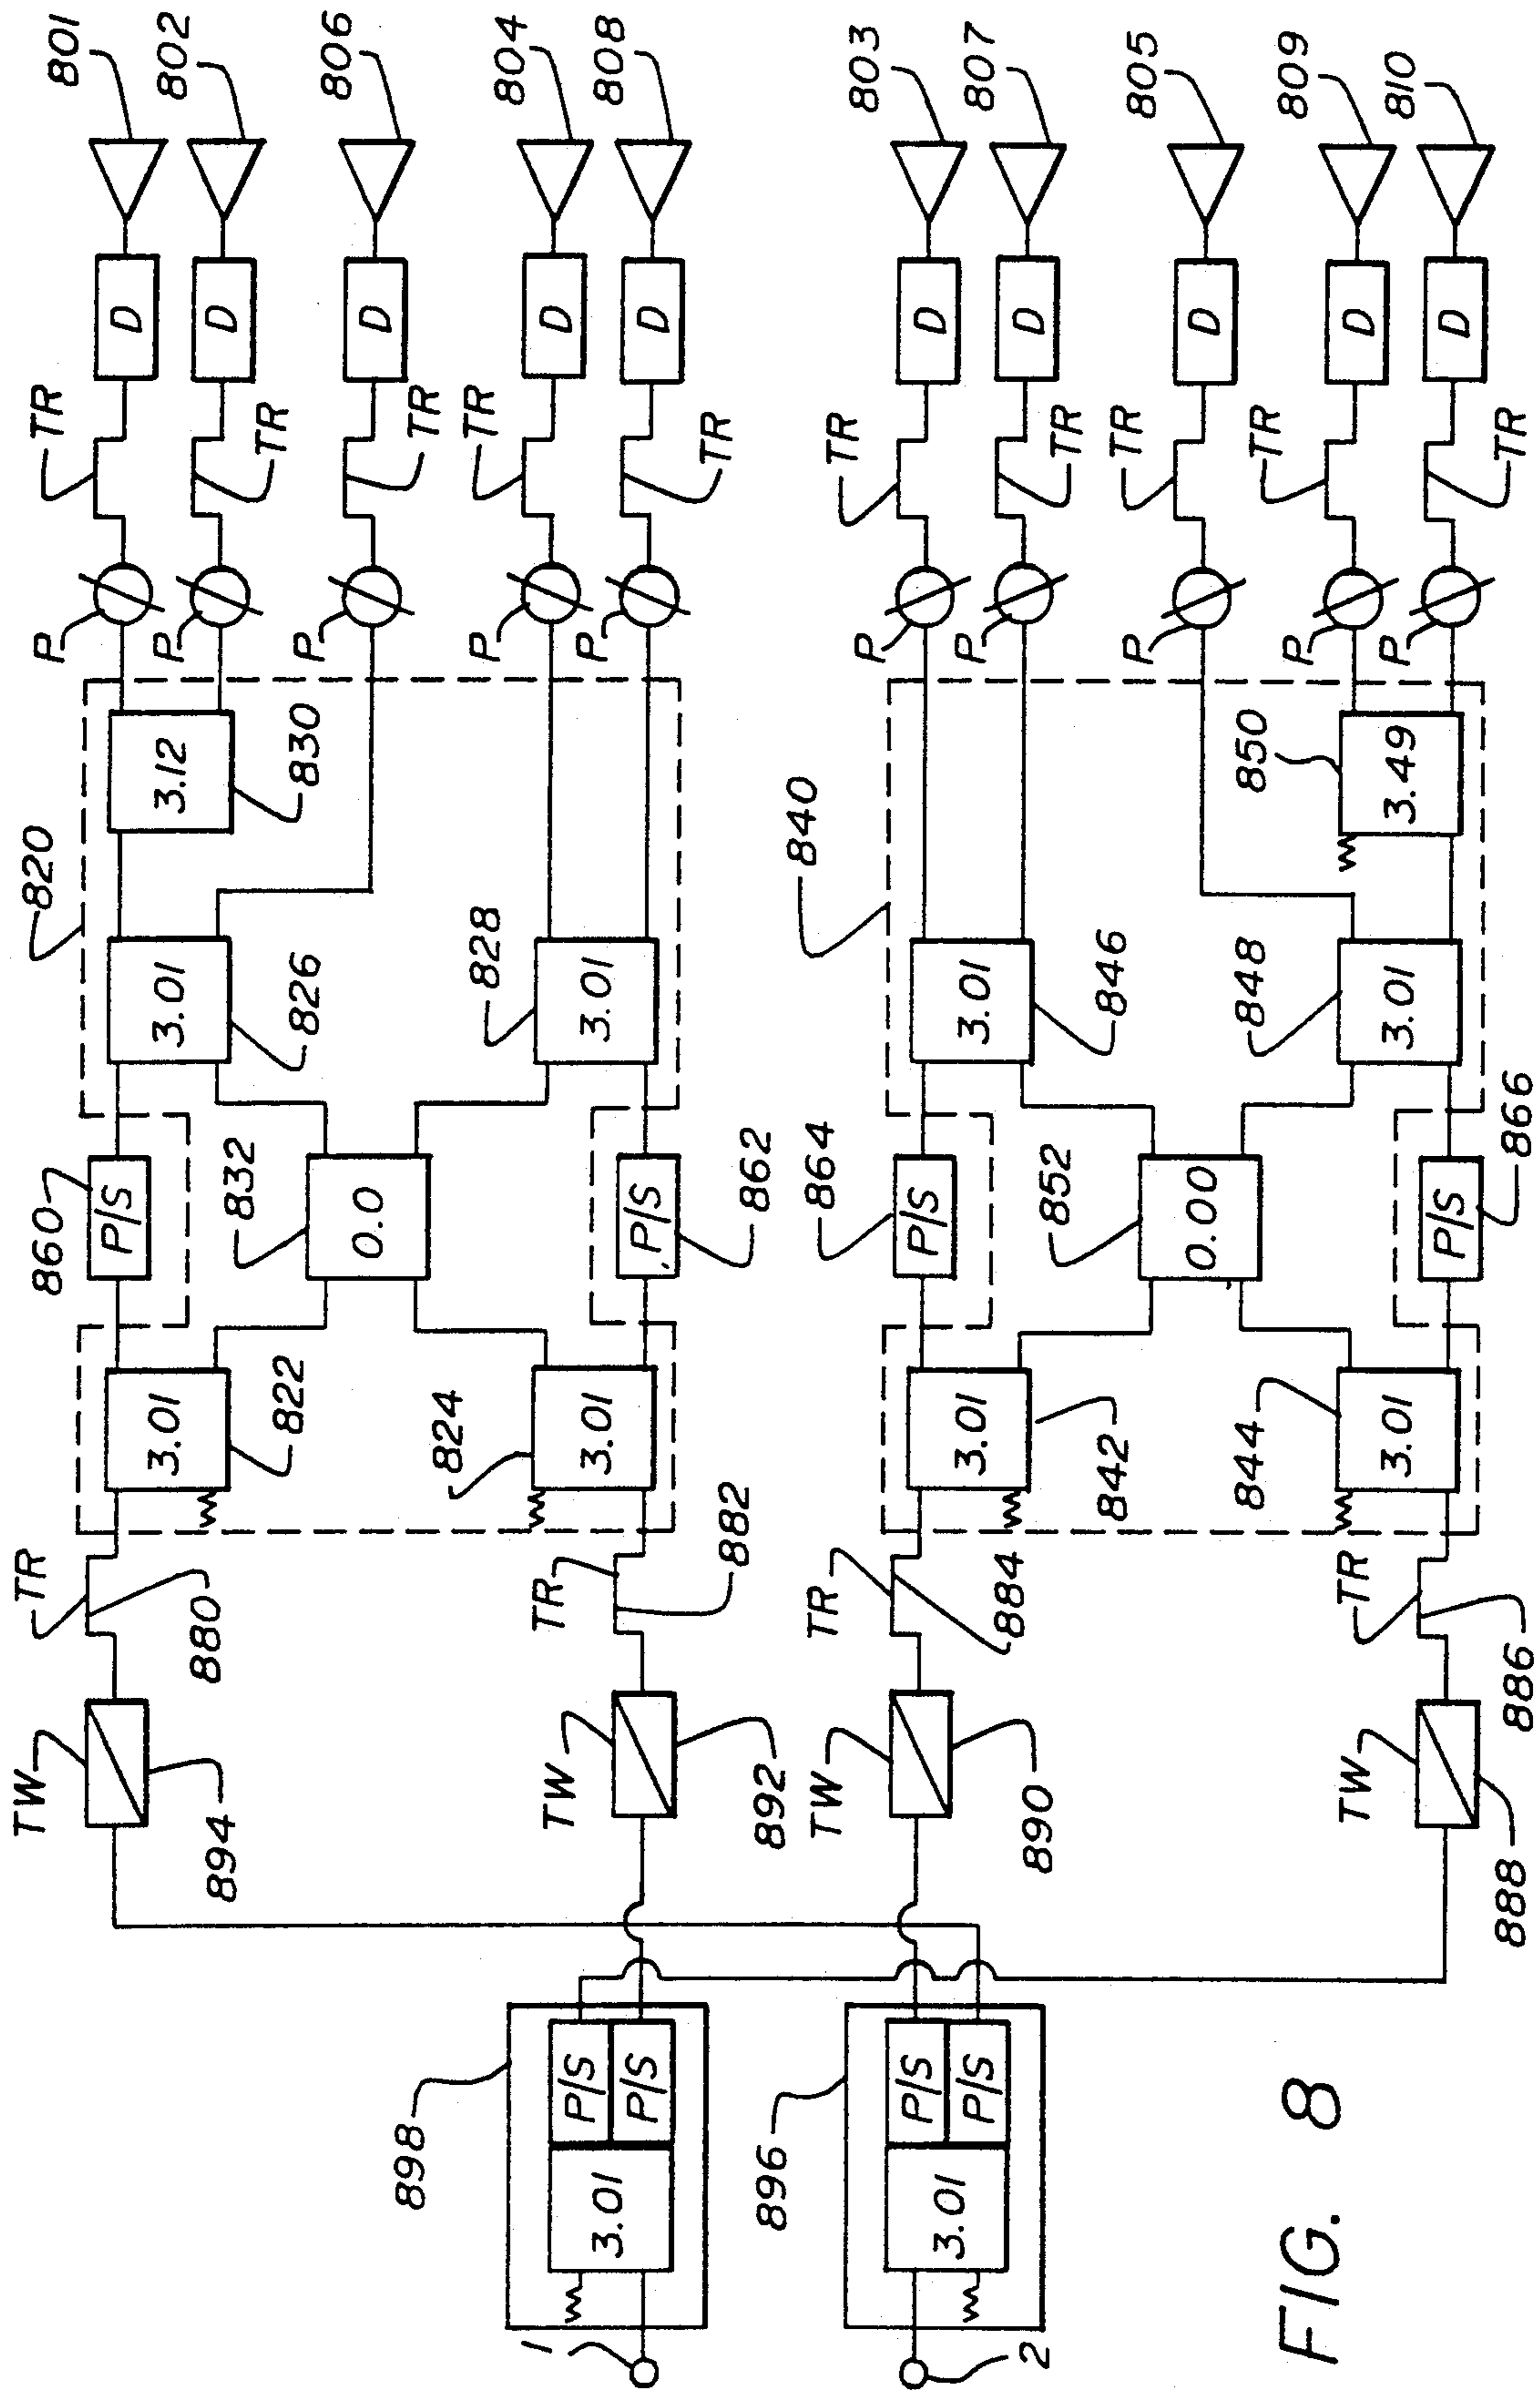 801
802
806
804
808
803
807
805
809
810
D
D
D
D
D
D
D
D
D
D
TR
TR
TR
TR
TR
TR
TR
TR
TR
TR
P
P
P
P
P
P
P
P
P
P
820
3.12
830
840
850
3.49
3.01
826
828
3.01
3.01
846
848
3.01
860
P/S
832
0.0
P/S
862
864
P/S
852
0.00
P/S
866
3.01
822
824
3.01
3.01
842
844
3.01
TR
880
TR
882
TR
884
TR
886
TW
894
TW
892
TW
890
TW
888
898
P/S
P/S
3.01
896
P/S
P/S
3.01
1
2
FIG. 8